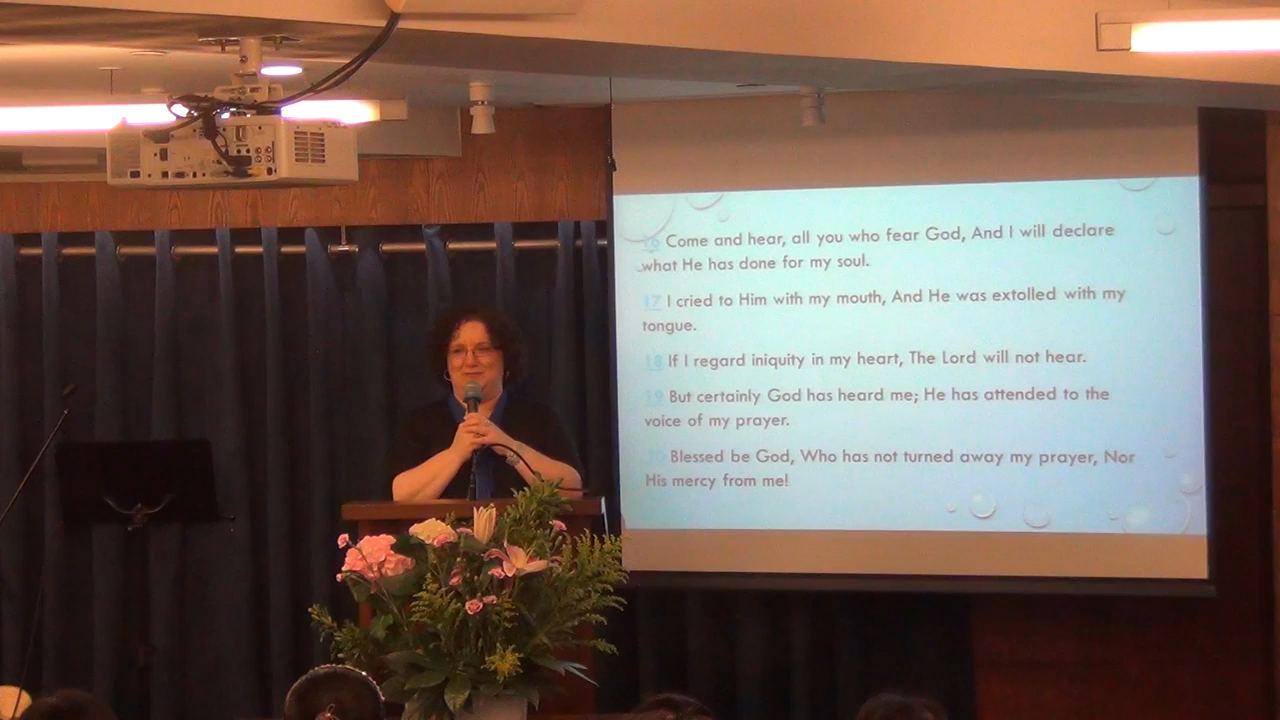 16 Come and hear, all you who fear God, And I will declare
what He has done for my soul.
17 I cried to Him with my mouth, And He was extolled with my
tongue.
18 If I regard iniquity in my heart, The Lord will not hear.
19 But certainly God has heard me; He has attended to the
voice of my prayer.
20 Blessed be God, Who has not turned away my prayer, Nor
His mercy from me!